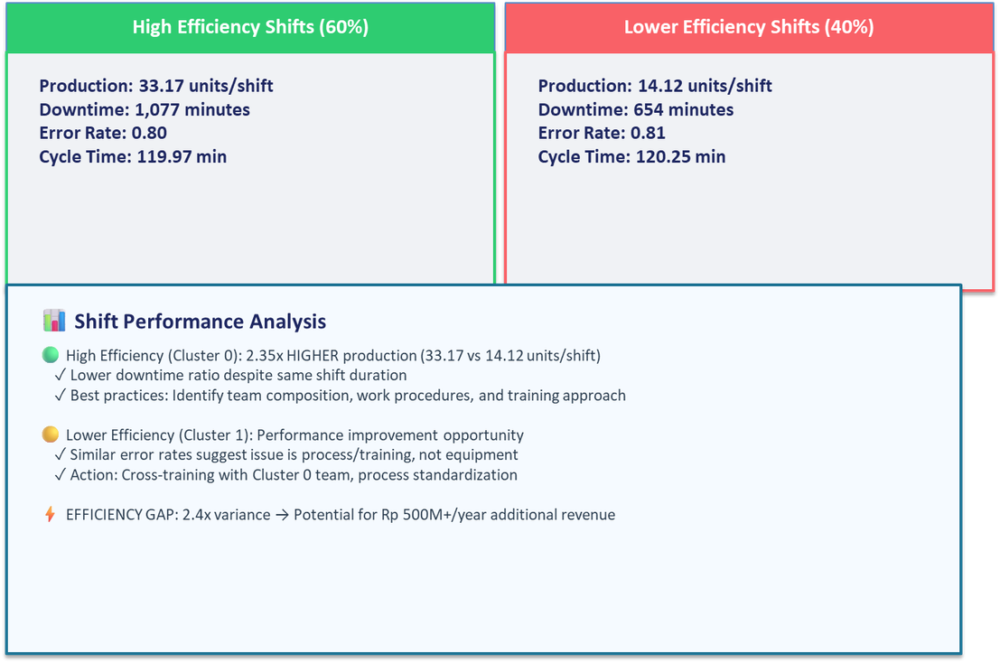 High Efficiency Shifts (60%)
Production: 33.17 units/shift
Downtime: 1,077 minutes
Error Rate: 0.80
Cycle Time: 119.97 min
Lower Efficiency Shifts (40%)
Production: 14.12 units/shift
Downtime: 654 minutes
Error Rate: 0.81
Cycle Time: 120.25 min
📊 Shift Performance Analysis
🟢 High Efficiency (Cluster 0): 2.35x HIGHER production (33.17 vs 14.12 units/shift)
✓ Lower downtime ratio despite same shift duration
✓ Best practices: Identify team composition, work procedures, and training approach
🟡 Lower Efficiency (Cluster 1): Performance improvement opportunity
✓ Similar error rates suggest issue is process/training, not equipment
✓ Action: Cross-training with Cluster 0 team, process standardization
⚡ EFFICIENCY GAP: 2.4x variance → Potential for Rp 500M+/year additional revenue